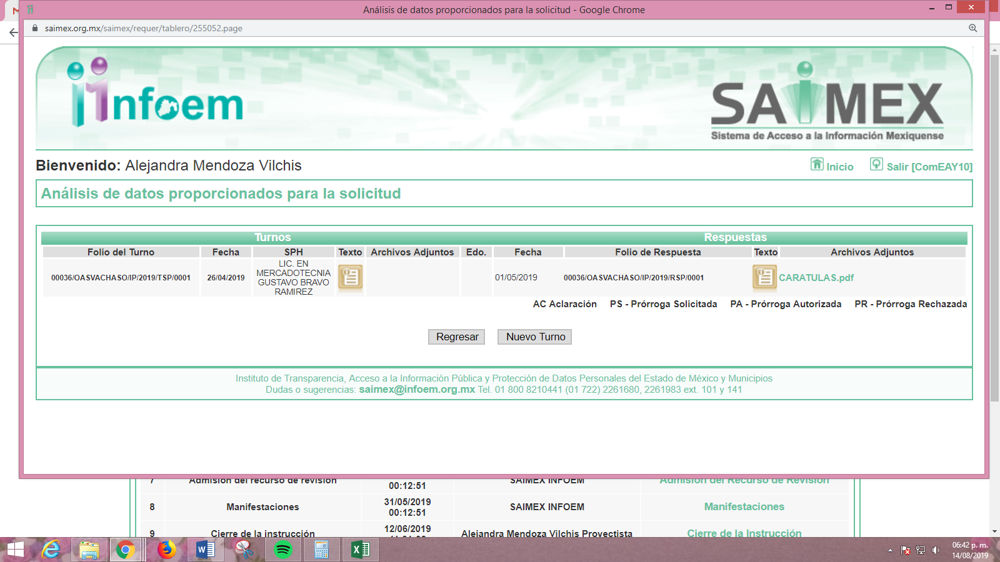 Análisis de datos proporcionados para la solicitud - Google Chrome
saimex.org.mx/saimex/requer/tablero/255052.page
infoem
SAIMEX
Sistema de Acceso a la Información Mexiquense
Bienvenido: Alejandra Mendoza Vilchis
Inicio Salir [ComEAY10]
Análisis de datos proporcionados para la solicitud
Turnos Respuestas
Folio del Turno Fecha SPH Texto Archivos Adjuntos Edo. Fecha Folio de Respuesta Texto Archivos Adjuntos
00036/OASVACHASO/IP/2019/TSP/0001 26/04/2019 LIC. EN MERCADOTECNIA GUSTAVO BRAVO RAMIREZ 01/05/2019 00036/OASVACHASO/IP/2019/RSP/0001 CARATULAS.pdf
AC Aclaración PS - Prórroga Solicitada PA - Prórroga Autorizada PR - Prórroga Rechazada
Regresar Nuevo Turno
Instituto de Transparencia, Acceso a la Información Pública y Protección de Datos Personales del Estado de México y Municipios
Dudas o sugerencias: saimex@infoem.org.mx Tel. 01 800 8210441 (01 722) 2261680, 2261983 ext. 101 y 141
7 Admisión del recurso de revisión 00:12:51 SAIMEX INFOEM Admisión del Recurso de Revisión
8 Manifestaciones 31/05/2019 00:12:51 SAIMEX INFOEM Manifestaciones
9 Cierre de la instrucción 12/06/2019 Alejandra Mendoza Vilchis Proyectista Cierre de la Instrucción
06:42 p. m.
14/08/2019